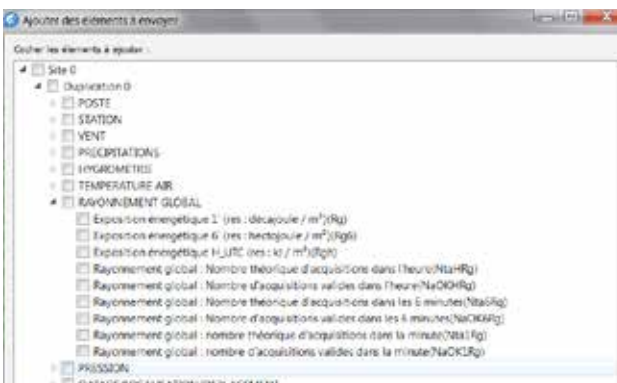 Ajouter des éléments à envoyer
Cocher les éléments à ajouter :
Site 0
Duplication 0
POSTE
STATION
VENT
PRECIPITATIONS
HYGROMETRIE
TEMPERATURE AIR
RAYONNEMENT GLOBAL
Exposition énergétique 1' (res : décajoule / m²)(Rg)
Exposition énergétique 6' (res : hectojoule / m²)(Rg6)
Exposition énergétique H_UTC (res : kJ / m²)(Rgh)
Rayonnement global : Nombre théorique d'acquisitions dans l'heure(NtaHRg)
Rayonnement global : Nombre d'acquisitions valides dans l'heure(NaOKHRg)
Rayonnement global : Nombre théorique d'acquisitions dans les 6 minutes(Nta6Rg)
Rayonnement global : Nombre d'acquisitions valides dans les 6 minutes(NaOK6Rg)
Rayonnement global : nombre théorique d'acquisitions dans la minute(Nta1Rg)
Rayonnement global : nombre d'acquisitions valides dans la minute(NaOK1Rg)
PRESSION